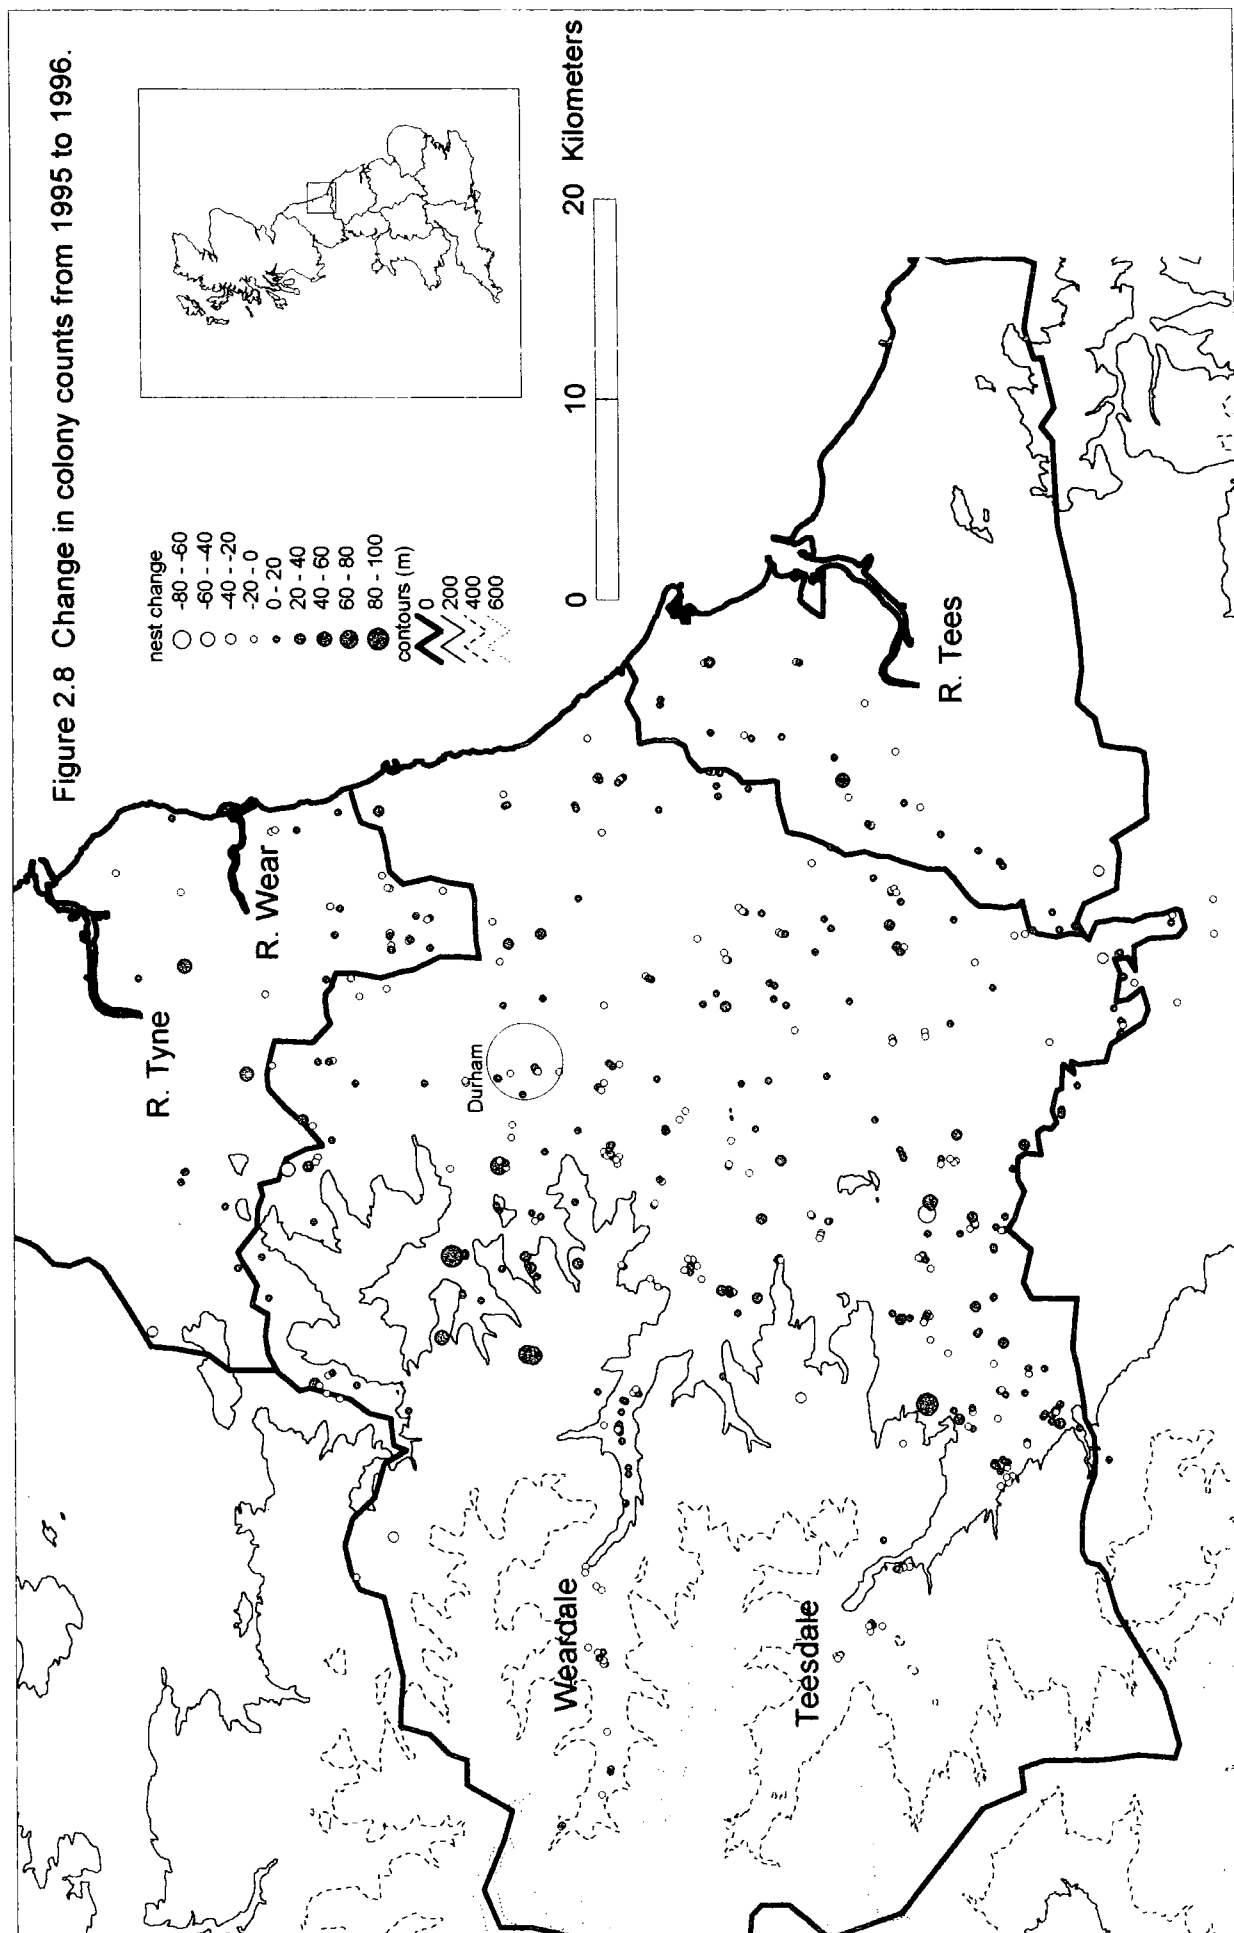 Figure 2.8 Change in colony counts from 1995 to 1996.
nest change
-80 - -60
-60 - -40
-40 - -20
-20 - 0
0 - 20
20 - 40
40 - 60
60 - 80
80 - 100
contours (m)
0
200
400
600
0 10 20 Kilometers
R. Tyne
R. Wear
Durham
R. Tees
Weardale
Teesdale